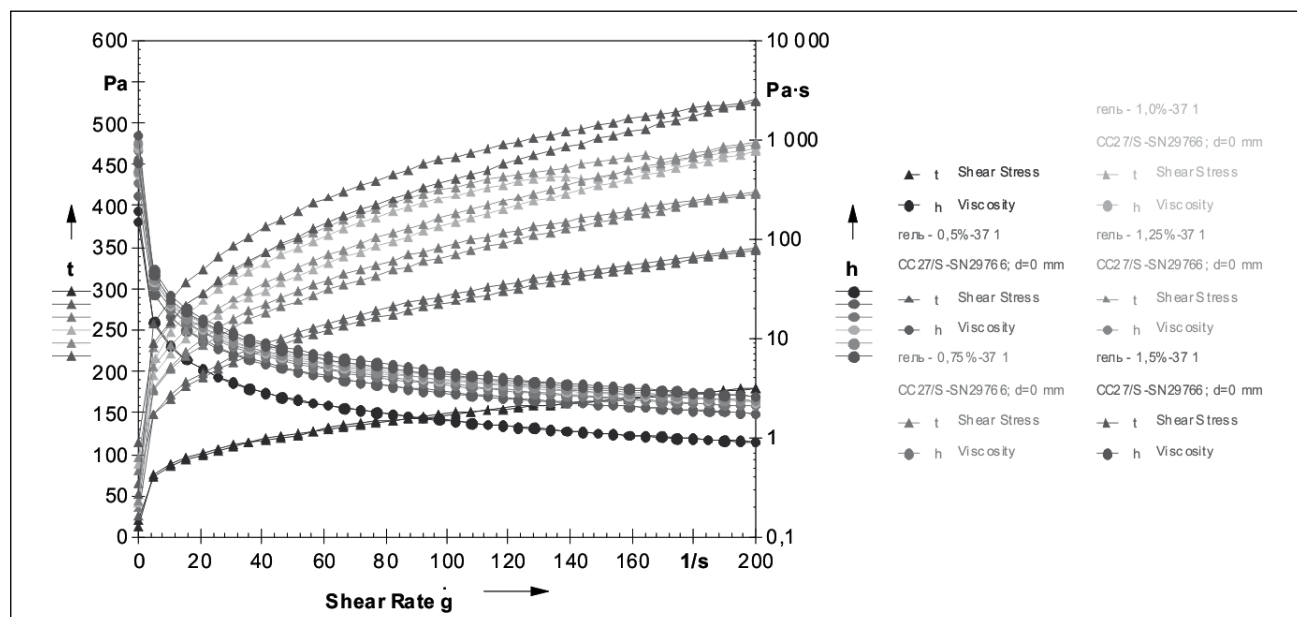 600
Pa
500
450
400
350
t
300
250
200
150
100
50
0
10 000
Pa·s
1 000
100
h
10
1
0,1
0 20 40 60 80 100 120 140 160 1/s 200
Shear Rate ġ
t Shear Stress
h Viscosity
гель - 0,5%-37 1
CC27/S-SN29766; d=0 mm
t Shear Stress
h Viscosity
гель - 0,75%-37 1
CC27/S-SN29766; d=0 mm
t Shear Stress
h Viscosity
гель - 1,0%-37 1
CC27/S-SN29766; d=0 mm
t Shear Stress
h Viscosity
гель - 1,25%-37 1
CC27/S-SN29766; d=0 mm
t Shear Stress
h Viscosity
гель - 1,5%-37 1
CC27/S-SN29766; d=0 mm
t Shear Stress
h Viscosity